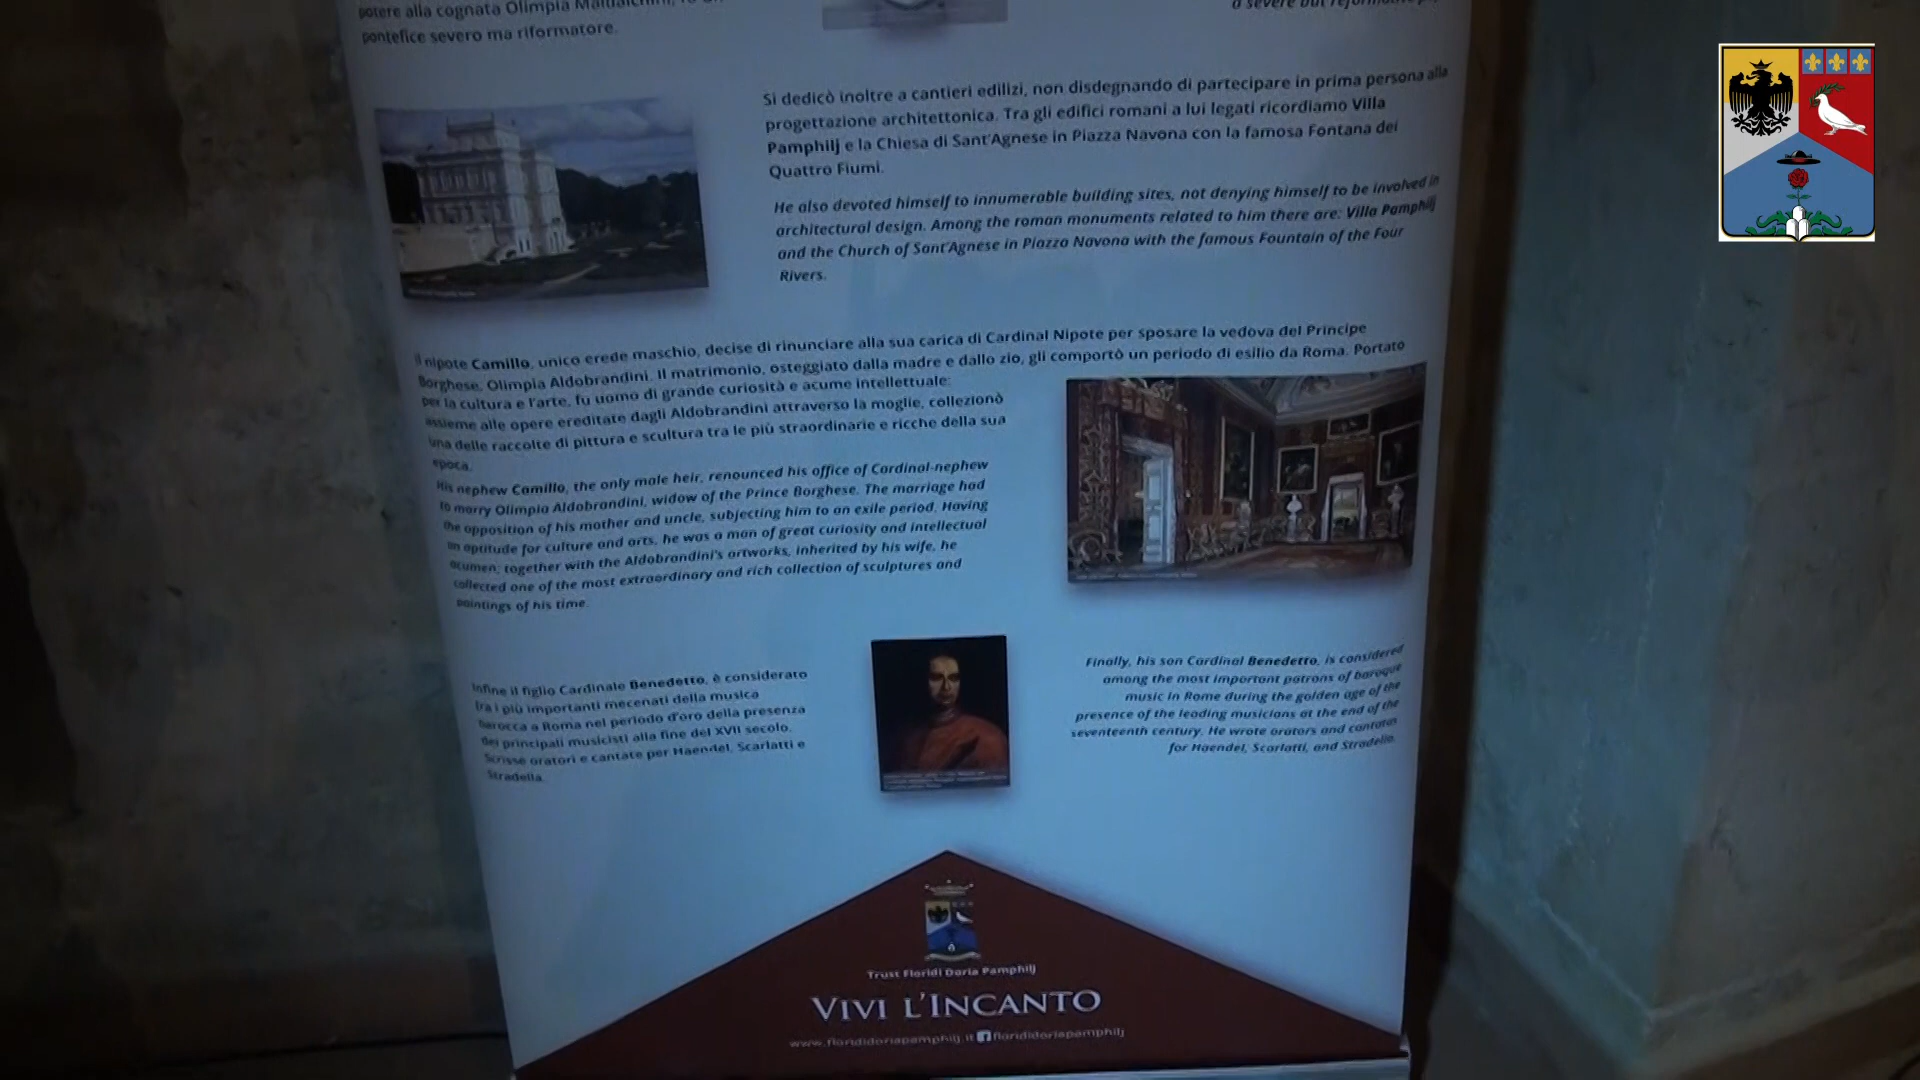 potere alla cognata Olimpia Maidalchini,
pontefice severo ma riformatore.
a severe but
Si dedicò inoltre a cantieri edilizi, non disdegnando di partecipare in prima persona alla
progettazione architettonica. Tra gli edifici romani a lui legati ricordiamo Villa
Pamphilj e la Chiesa di Sant'Agnese in Piazza Navona con la famosa Fontana dei
Quattro Fiumi.
He also devoted himself to innumerable building sites, not denying himself to be involved in
architectural design. Among the roman monuments related to him there are: Villa Pamphilj
and the Church of Sant'Agnese in Piazza Navona with the famous Fountain of the Four
Rivers.
Il nipote Camillo, unico erede maschio, decise di rinunciare alla sua carica di Cardinal Nipote per sposare la vedova del Principe
Borghese, Olimpia Aldobrandini. Il matrimonio, osteggiato dalla madre e dallo zio, gli comportò un periodo di esilio da Roma. Portato
per la cultura e l'arte, fu uomo di grande curiosità e acume intellettuale:
assieme alle opere ereditate dagli Aldobrandini attraverso la moglie, collezionò
una delle raccolte di pittura e scultura tra le più straordinarie e ricche della sua
epoca.
His nephew Camillo, the only male heir, renounced his office of Cardinal-nephew
to marry Olimpia Aldobrandini, widow of the Prince Borghese. The marriage had
the opposition of his mother and uncle, subjecting him to an exile period. Having
an aptitude for culture and arts, he was a man of great curiosity and intellectual
acumen; together with the Aldobrandini's artworks, inherited by his wife, he
collected one of the most extraordinary and rich collection of sculptures and
paintings of his time.
Infine il figlio Cardinale Benedetto, è considerato
tra i più importanti mecenati della musica
barocca a Roma nel periodo d'oro della presenza
dei principali musicisti alla fine del XVII secolo.
Scrisse oratori e cantate per Haendel, Scarlatti e
Stradella.
Finally, his son Cardinal Benedetto, is considered
among the most important patrons of baroque
music in Rome during the golden age of the
presence of the leading musicians at the end of the
seventeenth century. He wrote orators and cantatas
for Haendel, Scarlatti, and Stradella.
Trust Floridi Doria Pamphilj
VIVI L'INCANTO
www.florididoriapamphilj.it florididoriapamphilj